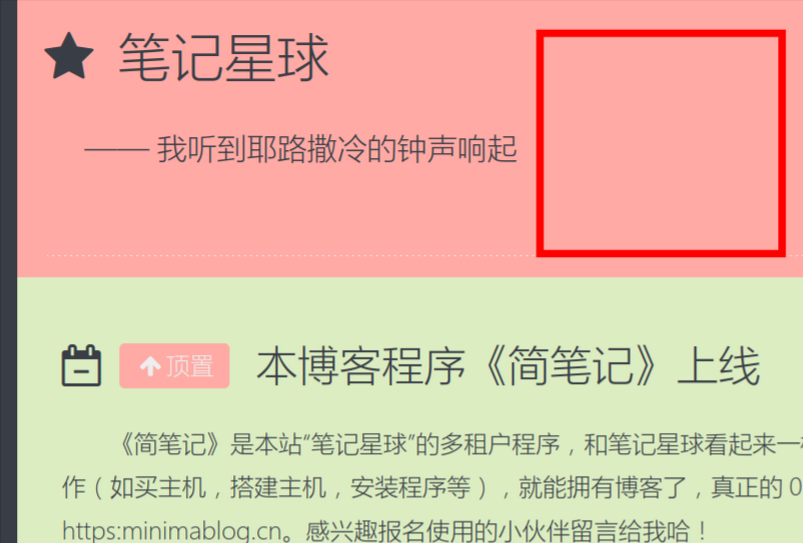 笔记星球
—— 我听到耶路撒冷的钟声响起
顶置 本博客程序《简笔记》上线
《简笔记》是本站“笔记星球”的多租户程序，和笔记星球看起来一
作（如买主机，搭建主机，安装程序等），就能拥有博客了，真正的 0
https:minimablog.cn。感兴趣报名使用的小伙伴留言给我哈！